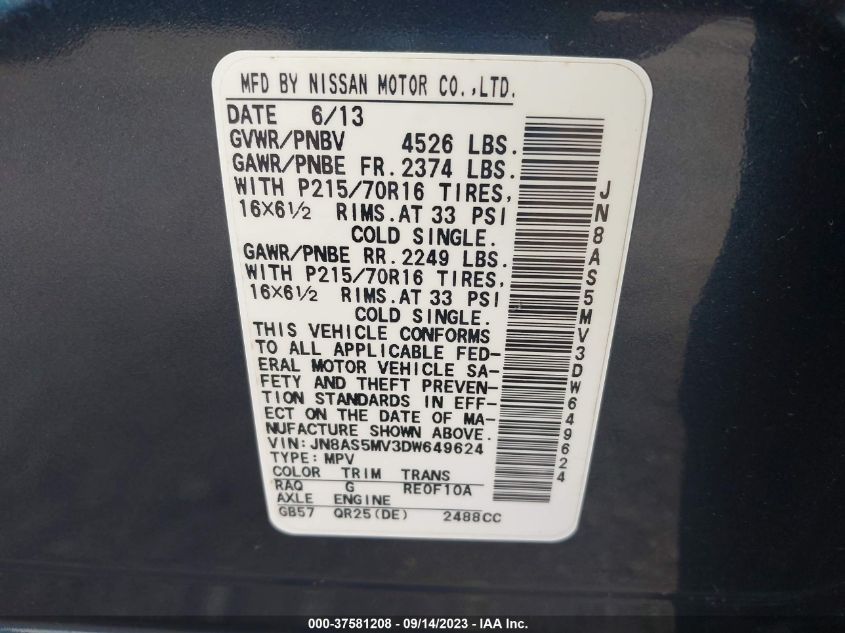 MFD BY NISSAN MOTOR CO.,LTD.
DATE 6/13
GVWR/PNBV 4526 LBS.
GAWR/PNBE FR. 2374 LBS.
WITH P215/70R16 TIRES,
16×6½ RIMS. AT 33 PSI
COLD SINGLE.
GAWR/PNBE RR. 2249 LBS.
WITH P215/70R16 TIRES,
16×6½ RIMS. AT 33 PSI
COLD SINGLE.
THIS VEHICLE CONFORMS
TO ALL APPLICABLE FED-
ERAL MOTOR VEHICLE SA-
FETY AND THEFT PREVEN-
TION STANDARDS IN EFF-
ECT ON THE DATE OF MA-
NUFACTURE SHOWN ABOVE.
VIN: JN8AS5MV3DW649624
TYPE: MPV
COLOR TRIM TRANS
RAQ G RE0F10A
AXLE ENGINE
GB57 QR25(DE) 2488CC
JN8AS5MV3DW649624
000-37581208 - 09/14/2023 - IAA Inc.